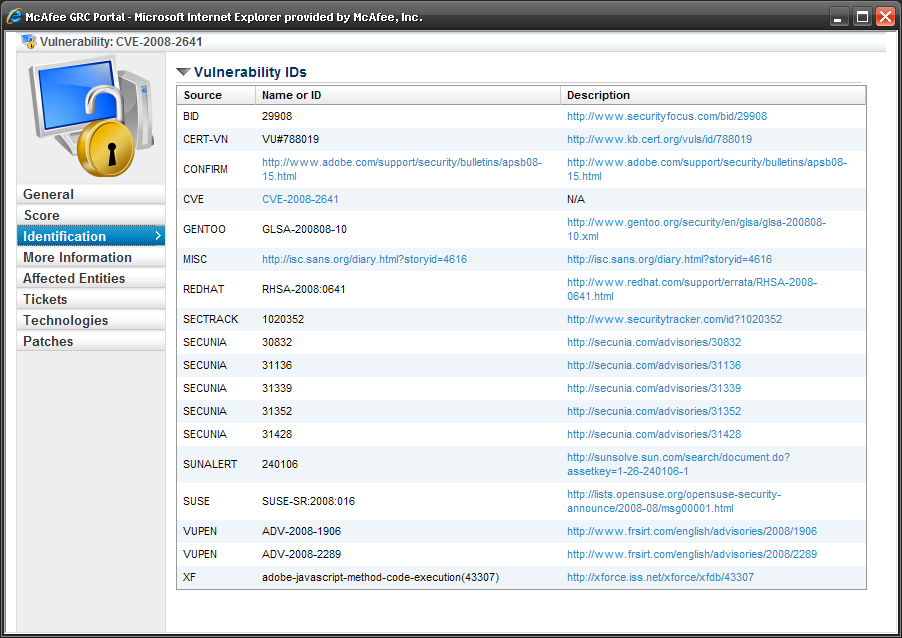 McAfee GRC Portal - Microsoft Internet Explorer provided by McAfee, Inc.
Vulnerability: CVE-2008-2641
General
Score
Identification
More Information
Affected Entities
Tickets
Technologies
Patches
Vulnerability IDs
Source Name or ID Description
BID 29908 http://www.securityfocus.com/bid/29908
CERT-VN VU#788019 http://www.kb.cert.org/vuls/id/788019
CONFIRM http://www.adobe.com/support/security/bulletins/apsb08- http://www.adobe.com/support/security/bulletins/apsb08-
15.html 15.html
CVE CVE-2008-2641 N/A
GENTOO GLSA-200808-10 http://www.gentoo.org/security/en/glsa/glsa-200808-
10.xml
MISC http://isc.sans.org/diary.html?storyid=4616 http://isc.sans.org/diary.html?storyid=4616
REDHAT RHSA-2008:0641 http://www.redhat.com/support/errata/RHSA-2008-
0641.html
SECTRACK 1020352 http://www.securitytracker.com/id?1020352
SECUNIA 30832 http://secunia.com/advisories/30832
SECUNIA 31136 http://secunia.com/advisories/31136
SECUNIA 31339 http://secunia.com/advisories/31339
SECUNIA 31352 http://secunia.com/advisories/31352
SECUNIA 31428 http://secunia.com/advisories/31428
SUNALERT 240106 http://sunsolve.sun.com/search/document.do?
assetkey=1-26-240106-1
SUSE SUSE-SR:2008:016 http://lists.opensuse.org/opensuse-security-
announce/2008-08/msg00001.html
VUPEN ADV-2008-1906 http://www.frsirt.com/english/advisories/2008/1906
VUPEN ADV-2008-2289 http://www.frsirt.com/english/advisories/2008/2289
XF adobe-javascript-method-code-execution(43307) http://xforce.iss.net/xforce/xfdb/43307